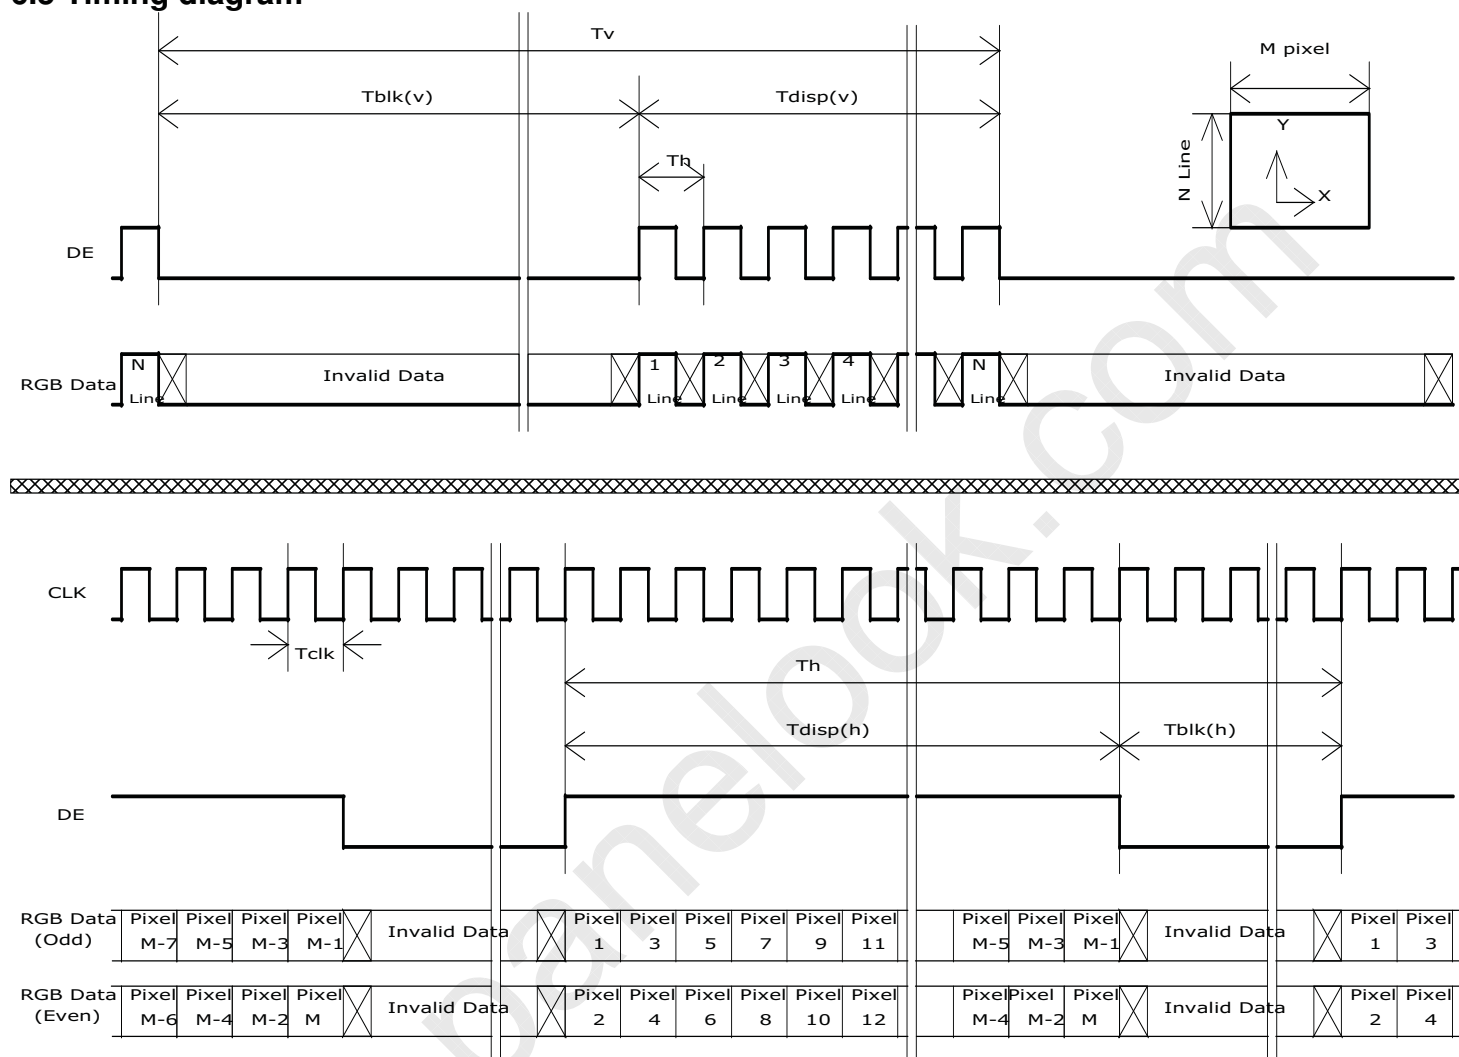 Tv
M pixel
Tblk(v)
Tdisp(v)
Y
Th
N Line
X
DE
N
1
2
3
4
N
RGB Data
Invalid Data
Invalid Data
Line
Line
Line
Line
Line
Line
CLK
Tclk
Th
Tdisp(h)
Tblk(h)
DE
RGB Data
(Odd)
Pixel Pixel Pixel Pixel
M-7 M-5 M-3 M-1
Invalid Data
Pixel Pixel Pixel Pixel Pixel Pixel
1 3 5 7 9 11
Pixel Pixel Pixel
M-5 M-3 M-1
Invalid Data
Pixel Pixel
1 3
RGB Data
(Even)
Pixel Pixel Pixel Pixel
M-6 M-4 M-2 M
Invalid Data
Pixel Pixel Pixel Pixel Pixel Pixel
2 4 6 8 10 12
Pixel Pixel Pixel
M-4 M-2 M
Invalid Data
Pixel Pixel
2 4
panelook.com